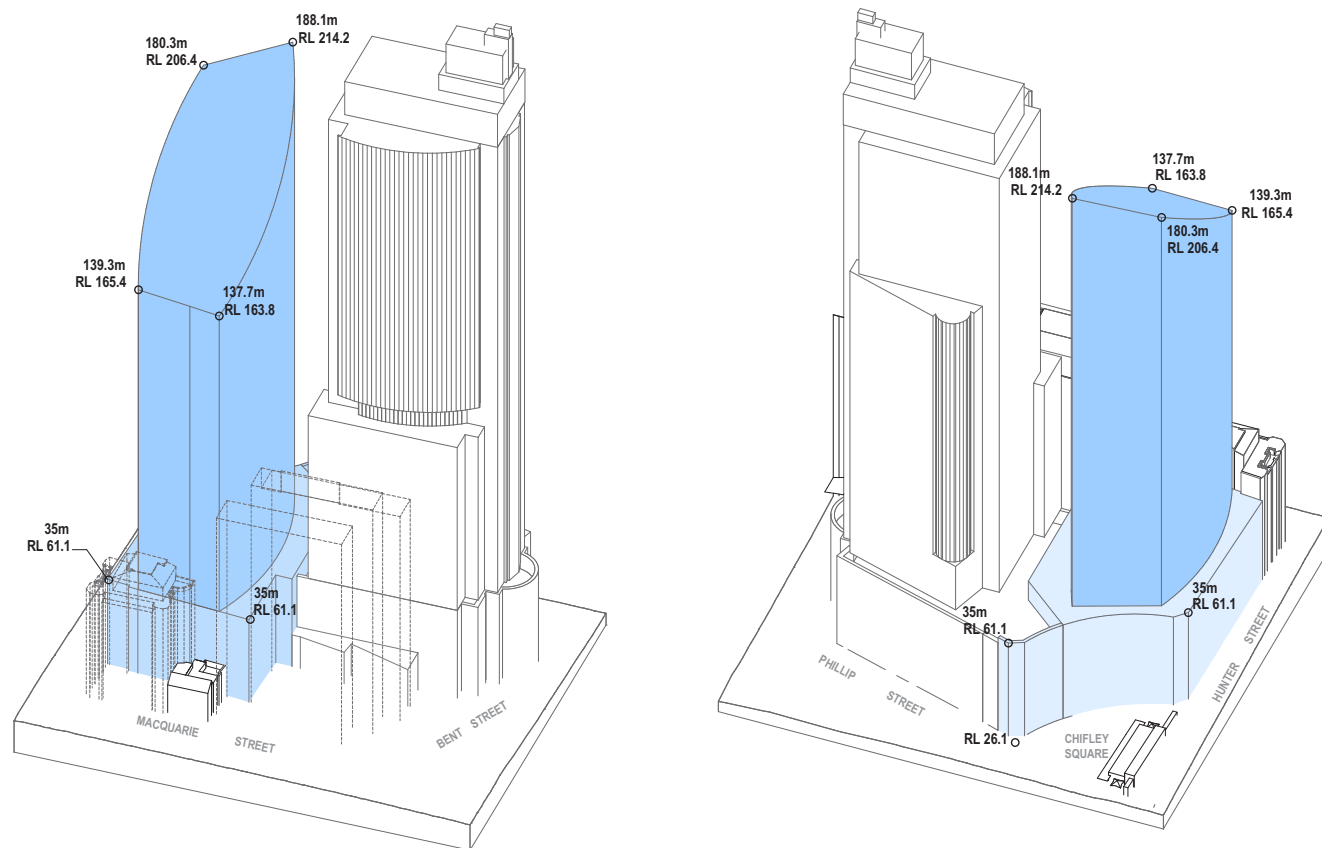 188.1m
RL 214.2
180.3m
RL 206.4
139.3m
RL 165.4
137.7m
RL 163.8
35m
RL 61.1
35m
RL 61.1
MACQUARIE STREET
BENT STREET
188.1m
RL 214.2
137.7m
RL 163.8
139.3m
RL 165.4
180.3m
RL 206.4
35m
RL 61.1
35m
RL 61.1
PHILLIP STREET
RL 26.1
CHIFLEY
SQUARE
HUNTER STREET